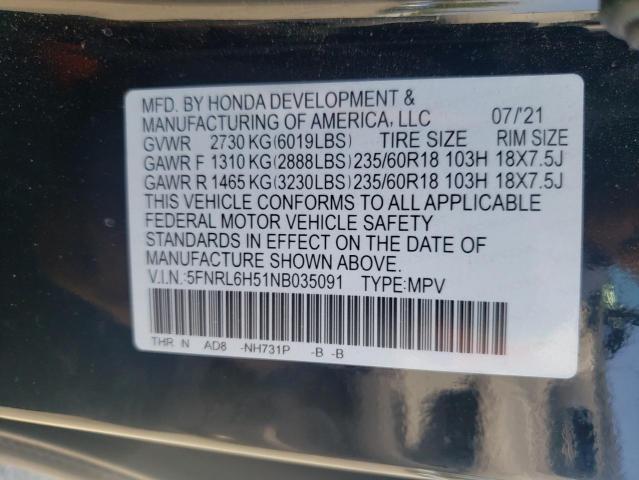 MFD. BY HONDA DEVELOPMENT &
MANUFACTURING OF AMERICA, LLC 07/'21
GVWR 2730 KG(6019LBS) TIRE SIZE RIM SIZE
GAWR F 1310 KG(2888LBS)235/60R18 103H 18X7.5J
GAWR R 1465 KG(3230LBS)235/60R18 103H 18X7.5J
THIS VEHICLE CONFORMS TO ALL APPLICABLE
FEDERAL MOTOR VEHICLE SAFETY
STANDARDS IN EFFECT ON THE DATE OF
MANUFACTURE SHOWN ABOVE.
V.I.N.:5FNRL6H51NB035091 TYPE:MPV
THR N AD8 -NH731P -B -B